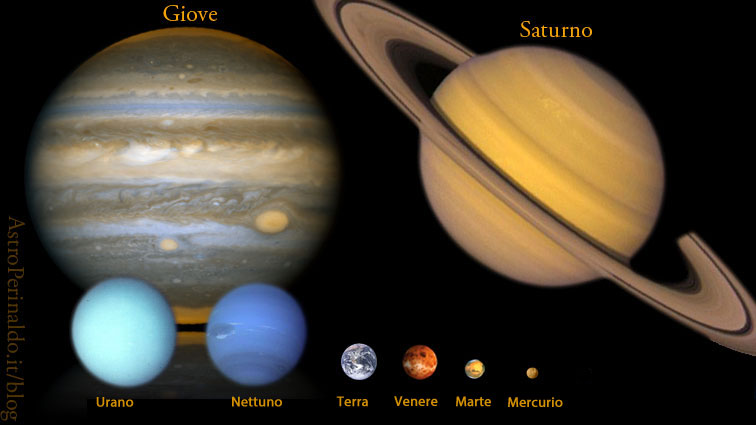 Giove
Saturno
AstroPerinaldo.it/blog
Urano
Nettuno
Terra
Venere
Marte
Mercurio